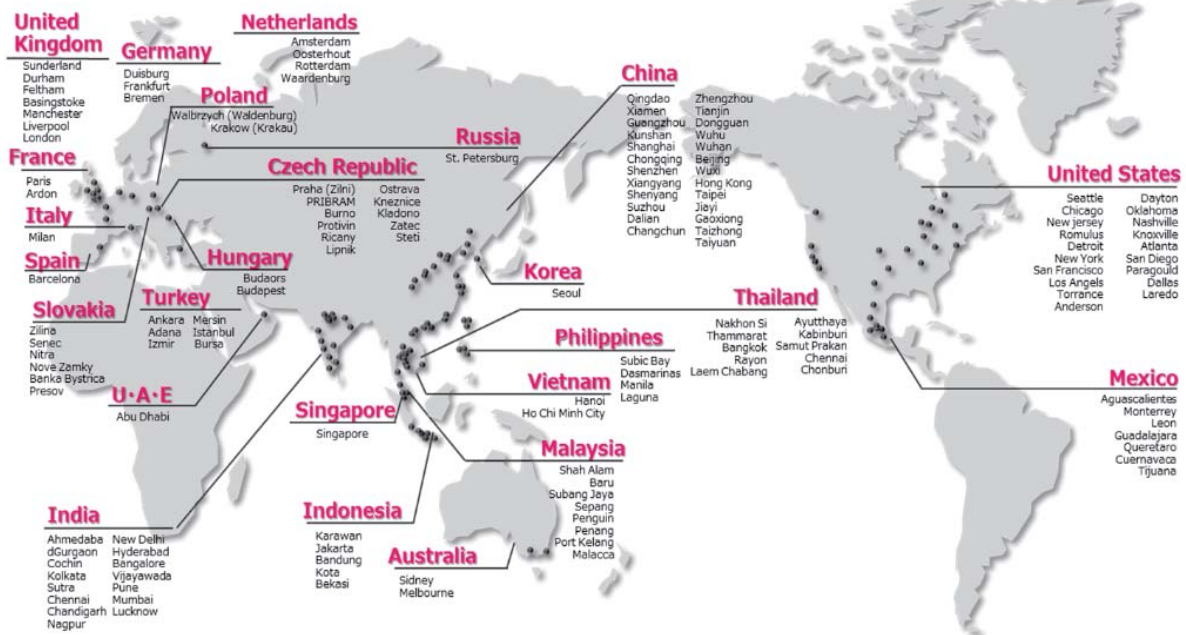 United
Kingdom
Sunderland
Durham
Feltham
Basingstoke
Manchester
Liverpool
London
Germany
Duisburg
Frankfurt
Bremen
Netherlands
Amsterdam
Oosterhout
Rotterdam
Waardenburg
Poland
Walbrzych (Waldenburg)
Krakow (Krakau)
Russia
St. Petersburg
France
Paris
Ardon
Czech Republic
Praha (Zilni) Ostrava
PRIBRAM Kneznice
Burno Kladono
Protivin Zatec
Ricany Steti
Lipnik
Italy
Milan
Spain
Barcelona
Hungary
Budaors
Budapest
Slovakia
Zilina
Senec
Nitra
Nove Zamky
Banka Bystrica
Presov
Turkey
Ankara Mersin
Adana Istanbul
Izmir Bursa
U・A・E
Abu Dhabi
China
Qingdao Zhengzhou
Xiamen Tianjin
Guangzhou Dongguan
Kunshan Wuhu
Shanghai Wuhan
Chongqing Beijing
Shenzhen Wuxi
Xiangyang Hong Kong
Shenyang Taipei
Suzhou Jiayi
Dalian Gaoxiong
Changchun Taizhong
Taiyuan
Korea
Seoul
Thailand
Nakhon Si Ayutthaya
Thammarat Kabinburi
Bangkok Samut Prakan
Rayon Chennai
Laem Chabang Chonburi
Philippines
Subic Bay
Dasmarinas
Manila
Laguna
Vietnam
Hanoi
Ho Chi Minh City
Singapore
Singapore
Malaysia
Shah Alam
Baru
Subang Jaya
Sepang
Penguin
Penang
Port Kelang
Malacca
Indonesia
Karawan
Jakarta
Bandung
Kota
Bekasi
Australia
Sidney
Melbourne
India
Ahmedaba New Delhi
dGurgaon Hyderabad
Cochin Bangalore
Kolkata Vijayawada
Sutra Pune
Chennai Mumbai
Chandigarh Lucknow
Nagpur
United States
Seattle Dayton
Chicago Oklahoma
New jersey Nashville
Romulus Knoxville
Detroit Atlanta
New York San Diego
San Francisco Paragould
Los Angels Dallas
Torrance Laredo
Anderson
Mexico
Aguascalientes
Monterrey
Leon
Guadalajara
Queretaro
Cuernavaca
Tijuana